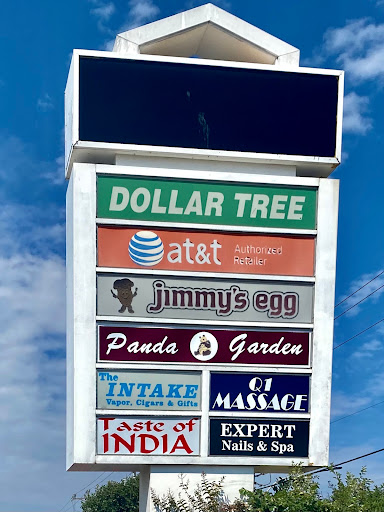 DOLLAR TREE
at&t Authorized
Retailer
jimmy's egg
Panda Garden
The
INTAKE
Vapor, Cigars & Gifts
Q1
MASSAGE
Taste of
INDIA
EXPERT
Nails & Spa